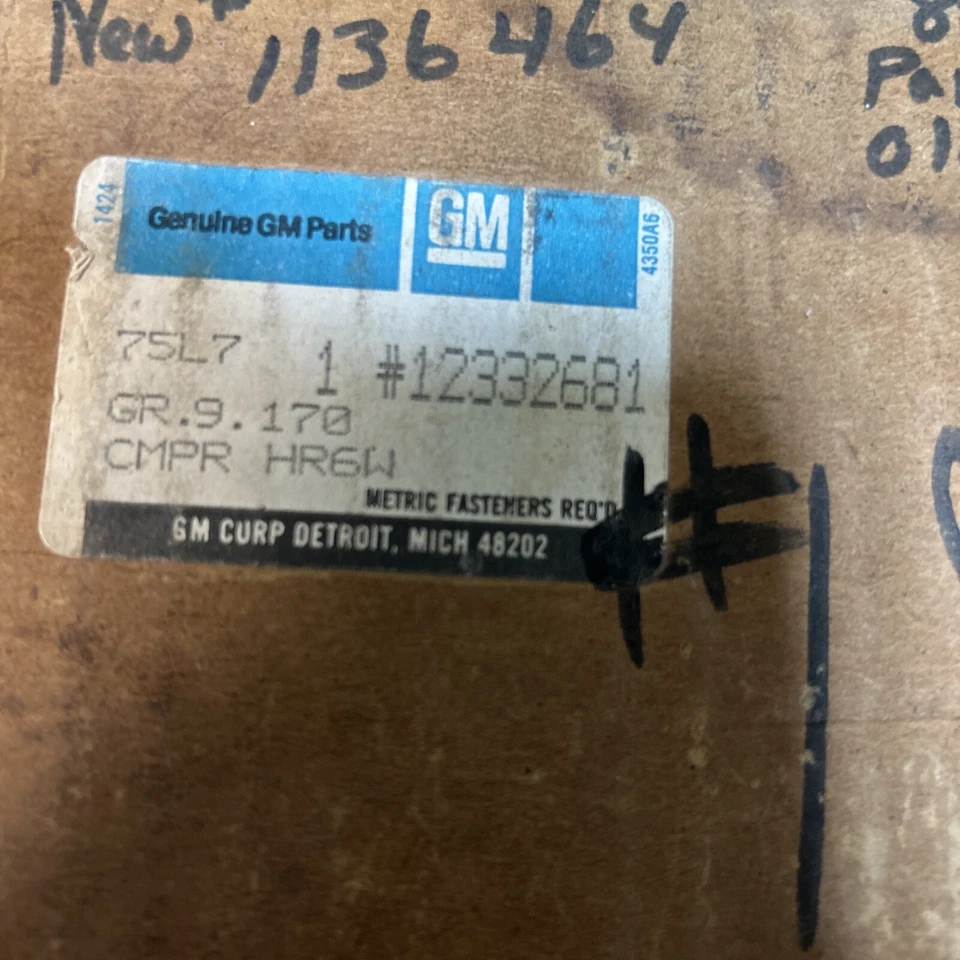 New # 1136464
1424
Genuine GM Parts
GM
4350A6
75L7 1 #12332681
GR.9.170
CMPR HR6W
METRIC FASTENERS REQ'D
GM CORP DETROIT, MICH 48202
#1